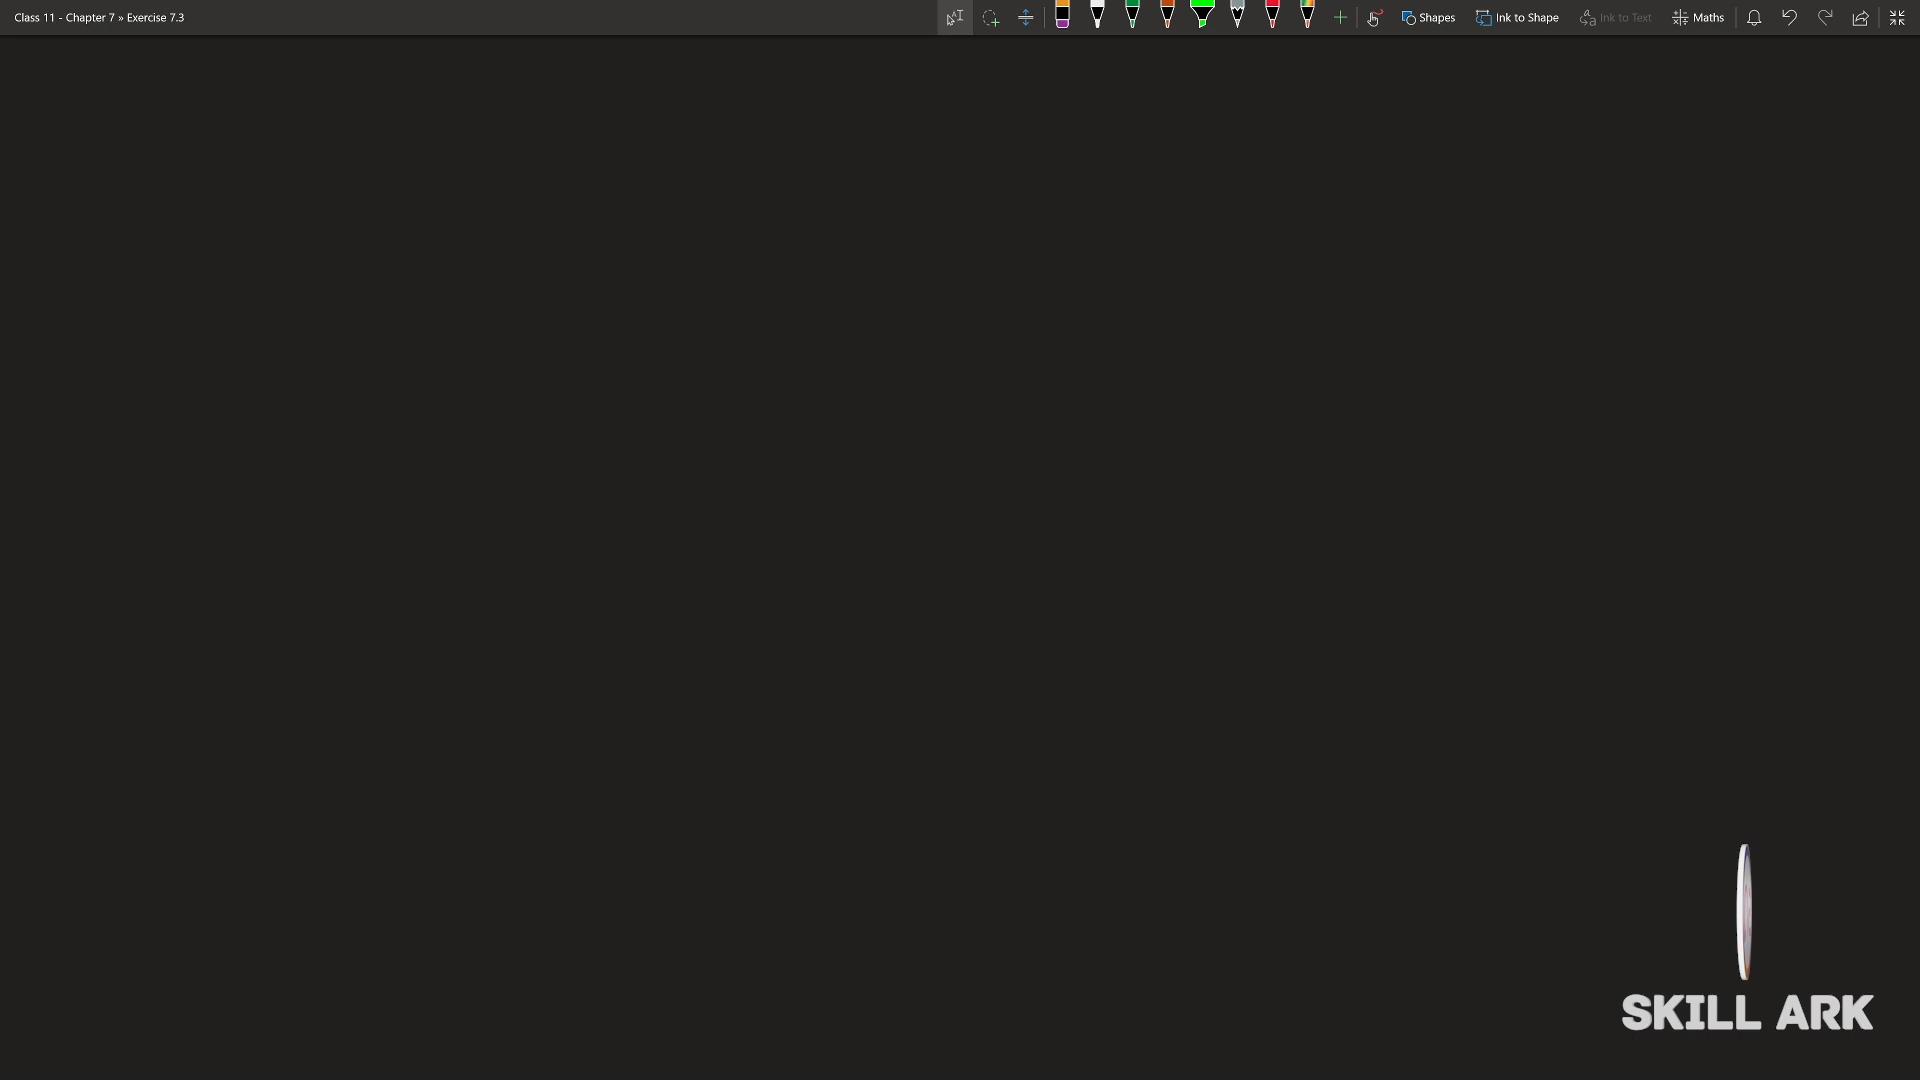 Class 11 - Chapter 7 » Exercise 7.3
Shapes
Ink to Shape
Ink to Text
Maths
SKILL ARK